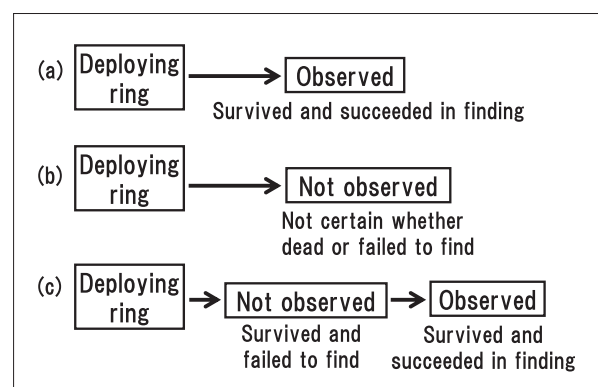 (a) Deploying ring
Observed
Survived and succeeded in finding
(b) Deploying ring
Not observed
Not certain whether
dead or failed to find
(c) Deploying ring
Not observed
Observed
Survived and
failed to find
Survived and
succeeded in finding